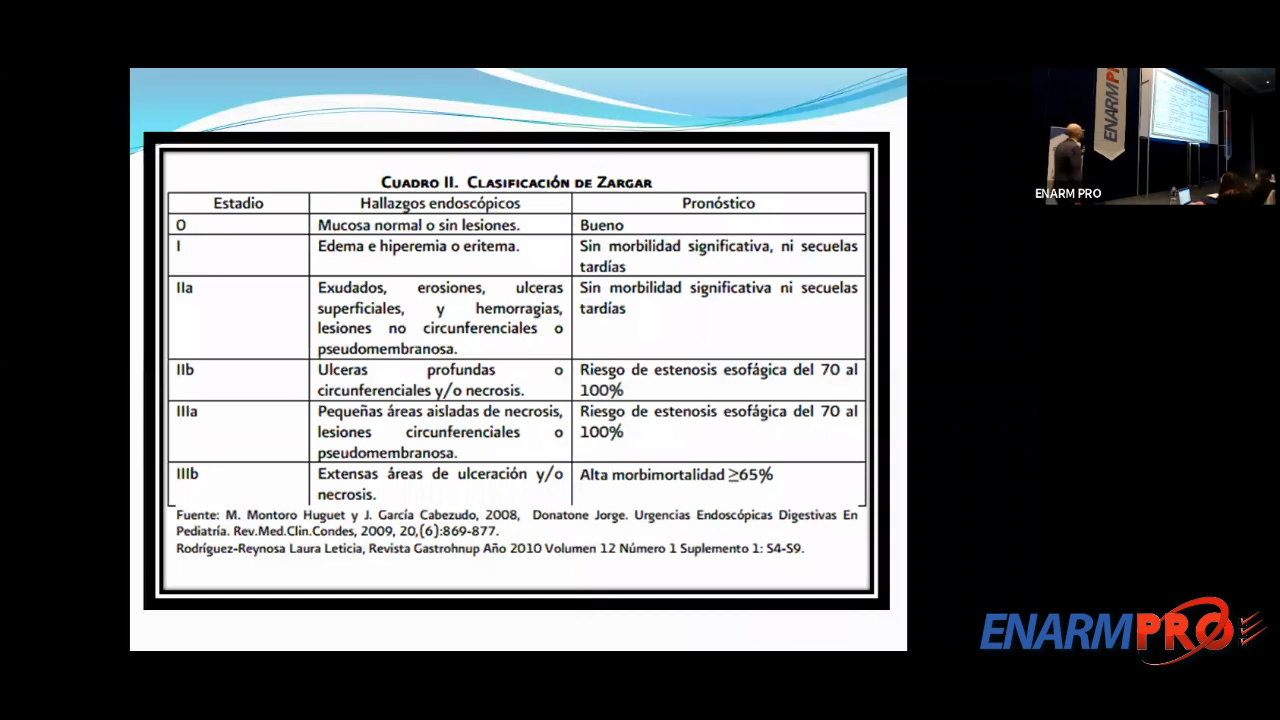 CUADRO II. CLASIFICACIÓN DE ZARGAR
Estadio Hallazgos endoscópicos Pronóstico
0 Mucosa normal o sin lesiones. Bueno
I Edema e hiperemia o eritema. Sin morbilidad significativa, ni secuelas
tardías
IIa Exudados, erosiones, ulceras Sin morbilidad significativa ni secuelas
superficiales, y hemorragias, tardías
lesiones no circunferenciales o
pseudomembranosa.
IIb Ulceras profundas o Riesgo de estenosis esofágica del 70 al
circunferenciales y/o necrosis. 100%
IIIa Pequeñas áreas aisladas de necrosis, Riesgo de estenosis esofágica del 70 al
lesiones circunferenciales o 100%
pseudomembranosa.
IIIb Extensas áreas de ulceración y/o Alta morbimortalidad ≥65%
necrosis.
Fuente: M. Montoro Huguet y J. García Cabezudo, 2008, Donatone Jorge. Urgencias Endoscópicas Digestivas En
Pediatría. Rev.Med.Clin.Condes, 2009, 20,(6):869-877.
Rodríguez-Reynosa Laura Leticia, Revista Gastrohnup Año 2010 Volumen 12 Número 1 Suplemento 1: S4-S9.
ENARMPR
ENARM PRO
ENARMPRO